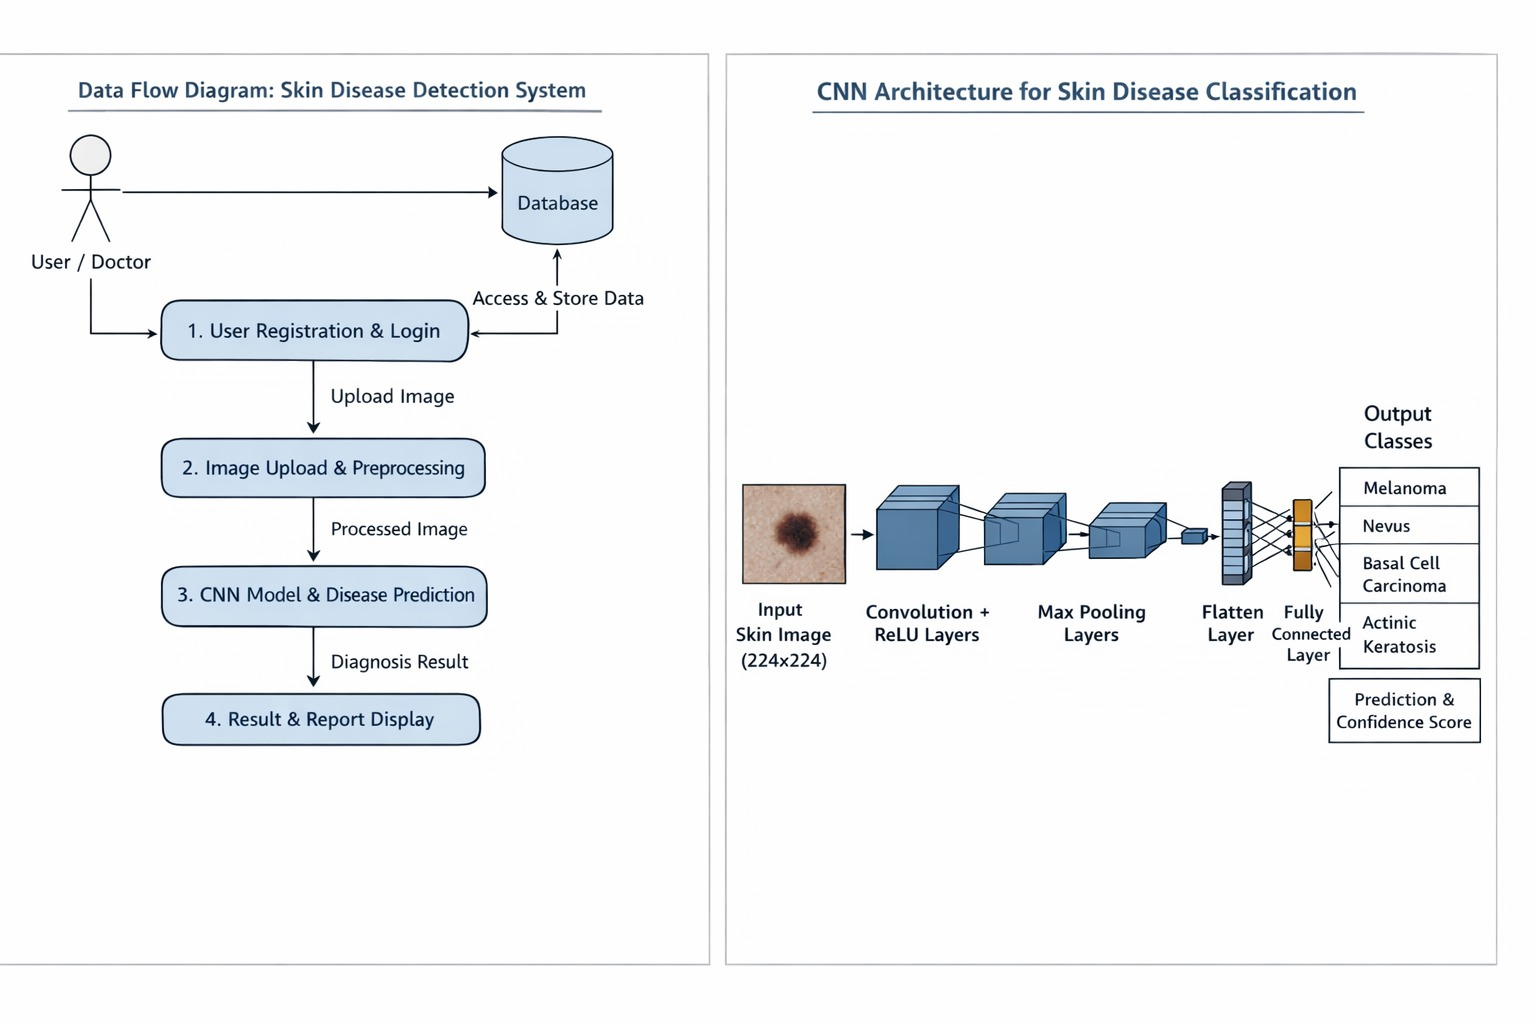 Data Flow Diagram: Skin Disease Detection System
Database
User / Doctor
Access & Store Data
1. User Registration & Login
Upload Image
2. Image Upload & Preprocessing
Processed Image
3. CNN Model & Disease Prediction
Diagnosis Result
4. Result & Report Display
CNN Architecture for Skin Disease Classification
Input
Skin Image
(224x224)
Convolution +
ReLU Layers
Max Pooling
Layers
Flatten
Layer
Fully
Connected
Layer
Output
Classes
Melanoma
Nevus
Basal Cell
Carcinoma
Actinic
Keratosis
Prediction &
Confidence Score